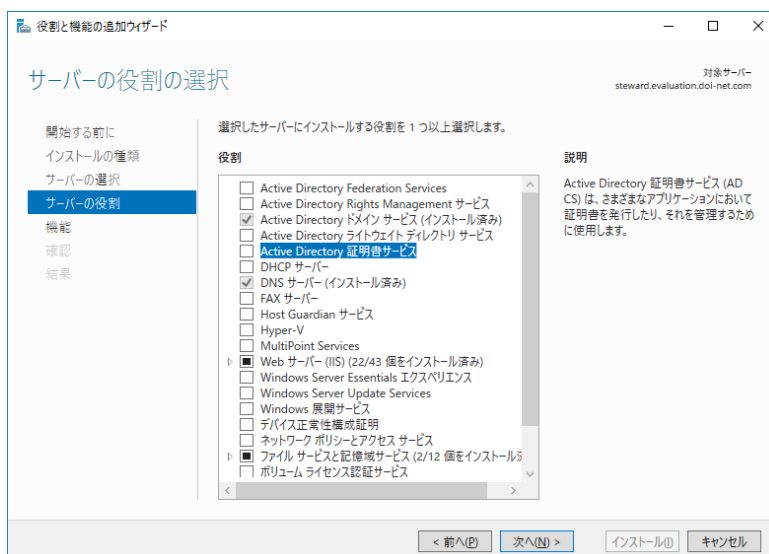 役割と機能の追加ウィザード
サーバーの役割の選択
対象サーバー
steward.evaluation.doi-net.com
開始する前に
インストールの種類
サーバーの選択
サーバーの役割
機能
確認
結果
選択したサーバーにインストールする役割を 1 つ以上選択します。
役割
Active Directory Federation Services
Active Directory Rights Management サービス
Active Directory ドメイン サービス (インストール済み)
Active Directory ライトウェイト ディレクトリ サービス
Active Directory 証明書サービス
DHCP サーバー
DNS サーバー (インストール済み)
FAX サーバー
Host Guardian サービス
Hyper-V
MultiPoint Services
Web サーバー (IIS) (22/43 個をインストール済み)
Windows Server Essentials エクスペリエンス
Windows Server Update Services
Windows 展開サービス
デバイス正常性構成証明
ネットワーク ポリシーとアクセス サービス
ファイル サービスと記憶域サービス (2/12 個をインストール
ボリューム ライセンス認証サービス
説明
Active Directory 証明書サービス (AD
CS) は、さまざまなアプリケーションにおいて
証明書を発行したり、それを管理するため
に使用します。
< 前へ(P)
次へ(N) >
インストール(I)
キャンセル